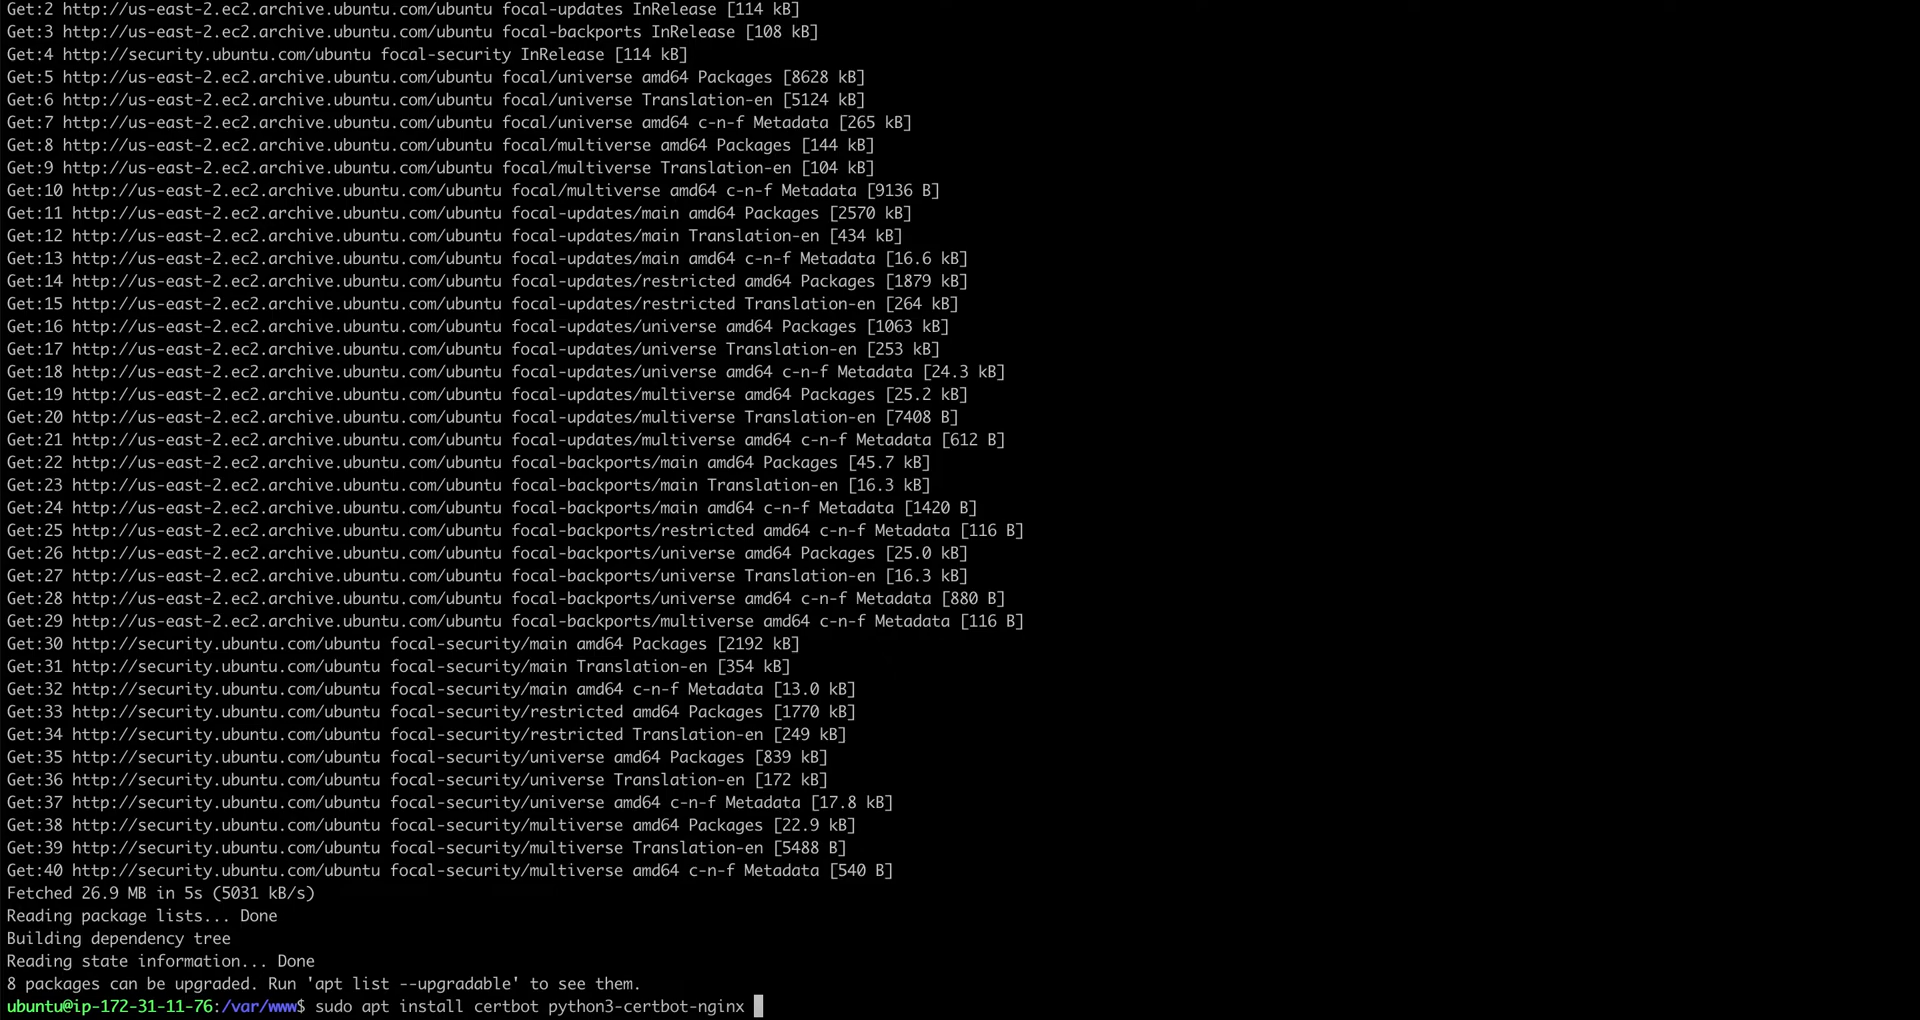 Get:2 http://us-east-2.ec2.archive.ubuntu.com/ubuntu focal-updates InRelease [114 kB]
Get:3 http://us-east-2.ec2.archive.ubuntu.com/ubuntu focal-backports InRelease [108 kB]
Get:4 http://security.ubuntu.com/ubuntu focal-security InRelease [114 kB]
Get:5 http://us-east-2.ec2.archive.ubuntu.com/ubuntu focal/universe amd64 Packages [8628 kB]
Get:6 http://us-east-2.ec2.archive.ubuntu.com/ubuntu focal/universe Translation-en [5124 kB]
Get:7 http://us-east-2.ec2.archive.ubuntu.com/ubuntu focal/universe amd64 c-n-f Metadata [265 kB]
Get:8 http://us-east-2.ec2.archive.ubuntu.com/ubuntu focal/multiverse amd64 Packages [144 kB]
Get:9 http://us-east-2.ec2.archive.ubuntu.com/ubuntu focal/multiverse Translation-en [104 kB]
Get:10 http://us-east-2.ec2.archive.ubuntu.com/ubuntu focal/multiverse amd64 c-n-f Metadata [9136 B]
Get:11 http://us-east-2.ec2.archive.ubuntu.com/ubuntu focal-updates/main amd64 Packages [2570 kB]
Get:12 http://us-east-2.ec2.archive.ubuntu.com/ubuntu focal-updates/main Translation-en [434 kB]
Get:13 http://us-east-2.ec2.archive.ubuntu.com/ubuntu focal-updates/main amd64 c-n-f Metadata [16.6 kB]
Get:14 http://us-east-2.ec2.archive.ubuntu.com/ubuntu focal-updates/restricted amd64 Packages [1879 kB]
Get:15 http://us-east-2.ec2.archive.ubuntu.com/ubuntu focal-updates/restricted Translation-en [264 kB]
Get:16 http://us-east-2.ec2.archive.ubuntu.com/ubuntu focal-updates/universe amd64 Packages [1063 kB]
Get:17 http://us-east-2.ec2.archive.ubuntu.com/ubuntu focal-updates/universe Translation-en [253 kB]
Get:18 http://us-east-2.ec2.archive.ubuntu.com/ubuntu focal-updates/universe amd64 c-n-f Metadata [24.3 kB]
Get:19 http://us-east-2.ec2.archive.ubuntu.com/ubuntu focal-updates/multiverse amd64 Packages [25.2 kB]
Get:20 http://us-east-2.ec2.archive.ubuntu.com/ubuntu focal-updates/multiverse Translation-en [7408 B]
Get:21 http://us-east-2.ec2.archive.ubuntu.com/ubuntu focal-updates/multiverse amd64 c-n-f Metadata [612 B]
Get:22 http://us-east-2.ec2.archive.ubuntu.com/ubuntu focal-backports/main amd64 Packages [45.7 kB]
Get:23 http://us-east-2.ec2.archive.ubuntu.com/ubuntu focal-backports/main Translation-en [16.3 kB]
Get:24 http://us-east-2.ec2.archive.ubuntu.com/ubuntu focal-backports/main amd64 c-n-f Metadata [1420 B]
Get:25 http://us-east-2.ec2.archive.ubuntu.com/ubuntu focal-backports/restricted amd64 c-n-f Metadata [116 B]
Get:26 http://us-east-2.ec2.archive.ubuntu.com/ubuntu focal-backports/universe amd64 Packages [25.0 kB]
Get:27 http://us-east-2.ec2.archive.ubuntu.com/ubuntu focal-backports/universe Translation-en [16.3 kB]
Get:28 http://us-east-2.ec2.archive.ubuntu.com/ubuntu focal-backports/universe amd64 c-n-f Metadata [880 B]
Get:29 http://us-east-2.ec2.archive.ubuntu.com/ubuntu focal-backports/multiverse amd64 c-n-f Metadata [116 B]
Get:30 http://security.ubuntu.com/ubuntu focal-security/main amd64 Packages [2192 kB]
Get:31 http://security.ubuntu.com/ubuntu focal-security/main Translation-en [354 kB]
Get:32 http://security.ubuntu.com/ubuntu focal-security/main amd64 c-n-f Metadata [13.0 kB]
Get:33 http://security.ubuntu.com/ubuntu focal-security/restricted amd64 Packages [1770 kB]
Get:34 http://security.ubuntu.com/ubuntu focal-security/restricted Translation-en [249 kB]
Get:35 http://security.ubuntu.com/ubuntu focal-security/universe amd64 Packages [839 kB]
Get:36 http://security.ubuntu.com/ubuntu focal-security/universe Translation-en [172 kB]
Get:37 http://security.ubuntu.com/ubuntu focal-security/universe amd64 c-n-f Metadata [17.8 kB]
Get:38 http://security.ubuntu.com/ubuntu focal-security/multiverse amd64 Packages [22.9 kB]
Get:39 http://security.ubuntu.com/ubuntu focal-security/multiverse Translation-en [5488 B]
Get:40 http://security.ubuntu.com/ubuntu focal-security/multiverse amd64 c-n-f Metadata [540 B]
Fetched 26.9 MB in 5s (5031 kB/s)
Reading package lists... Done
Building dependency tree
Reading state information... Done
8 packages can be upgraded. Run 'apt list --upgradable' to see them.
ubuntu@ip-172-31-11-76:/var/www$ sudo apt install certbot python3-certbot-nginx